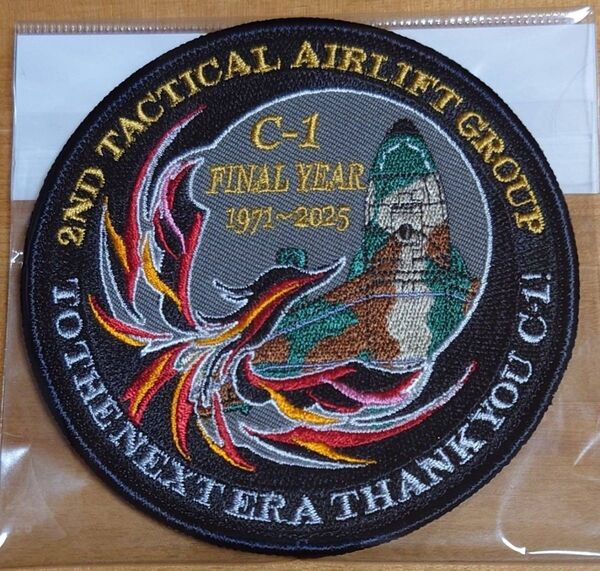 2ND TACTICAL AIRLIFT GROUP
C-1
FINAL YEAR
1971~2025
TO THE NEXT ERA THANK YOU C-1!